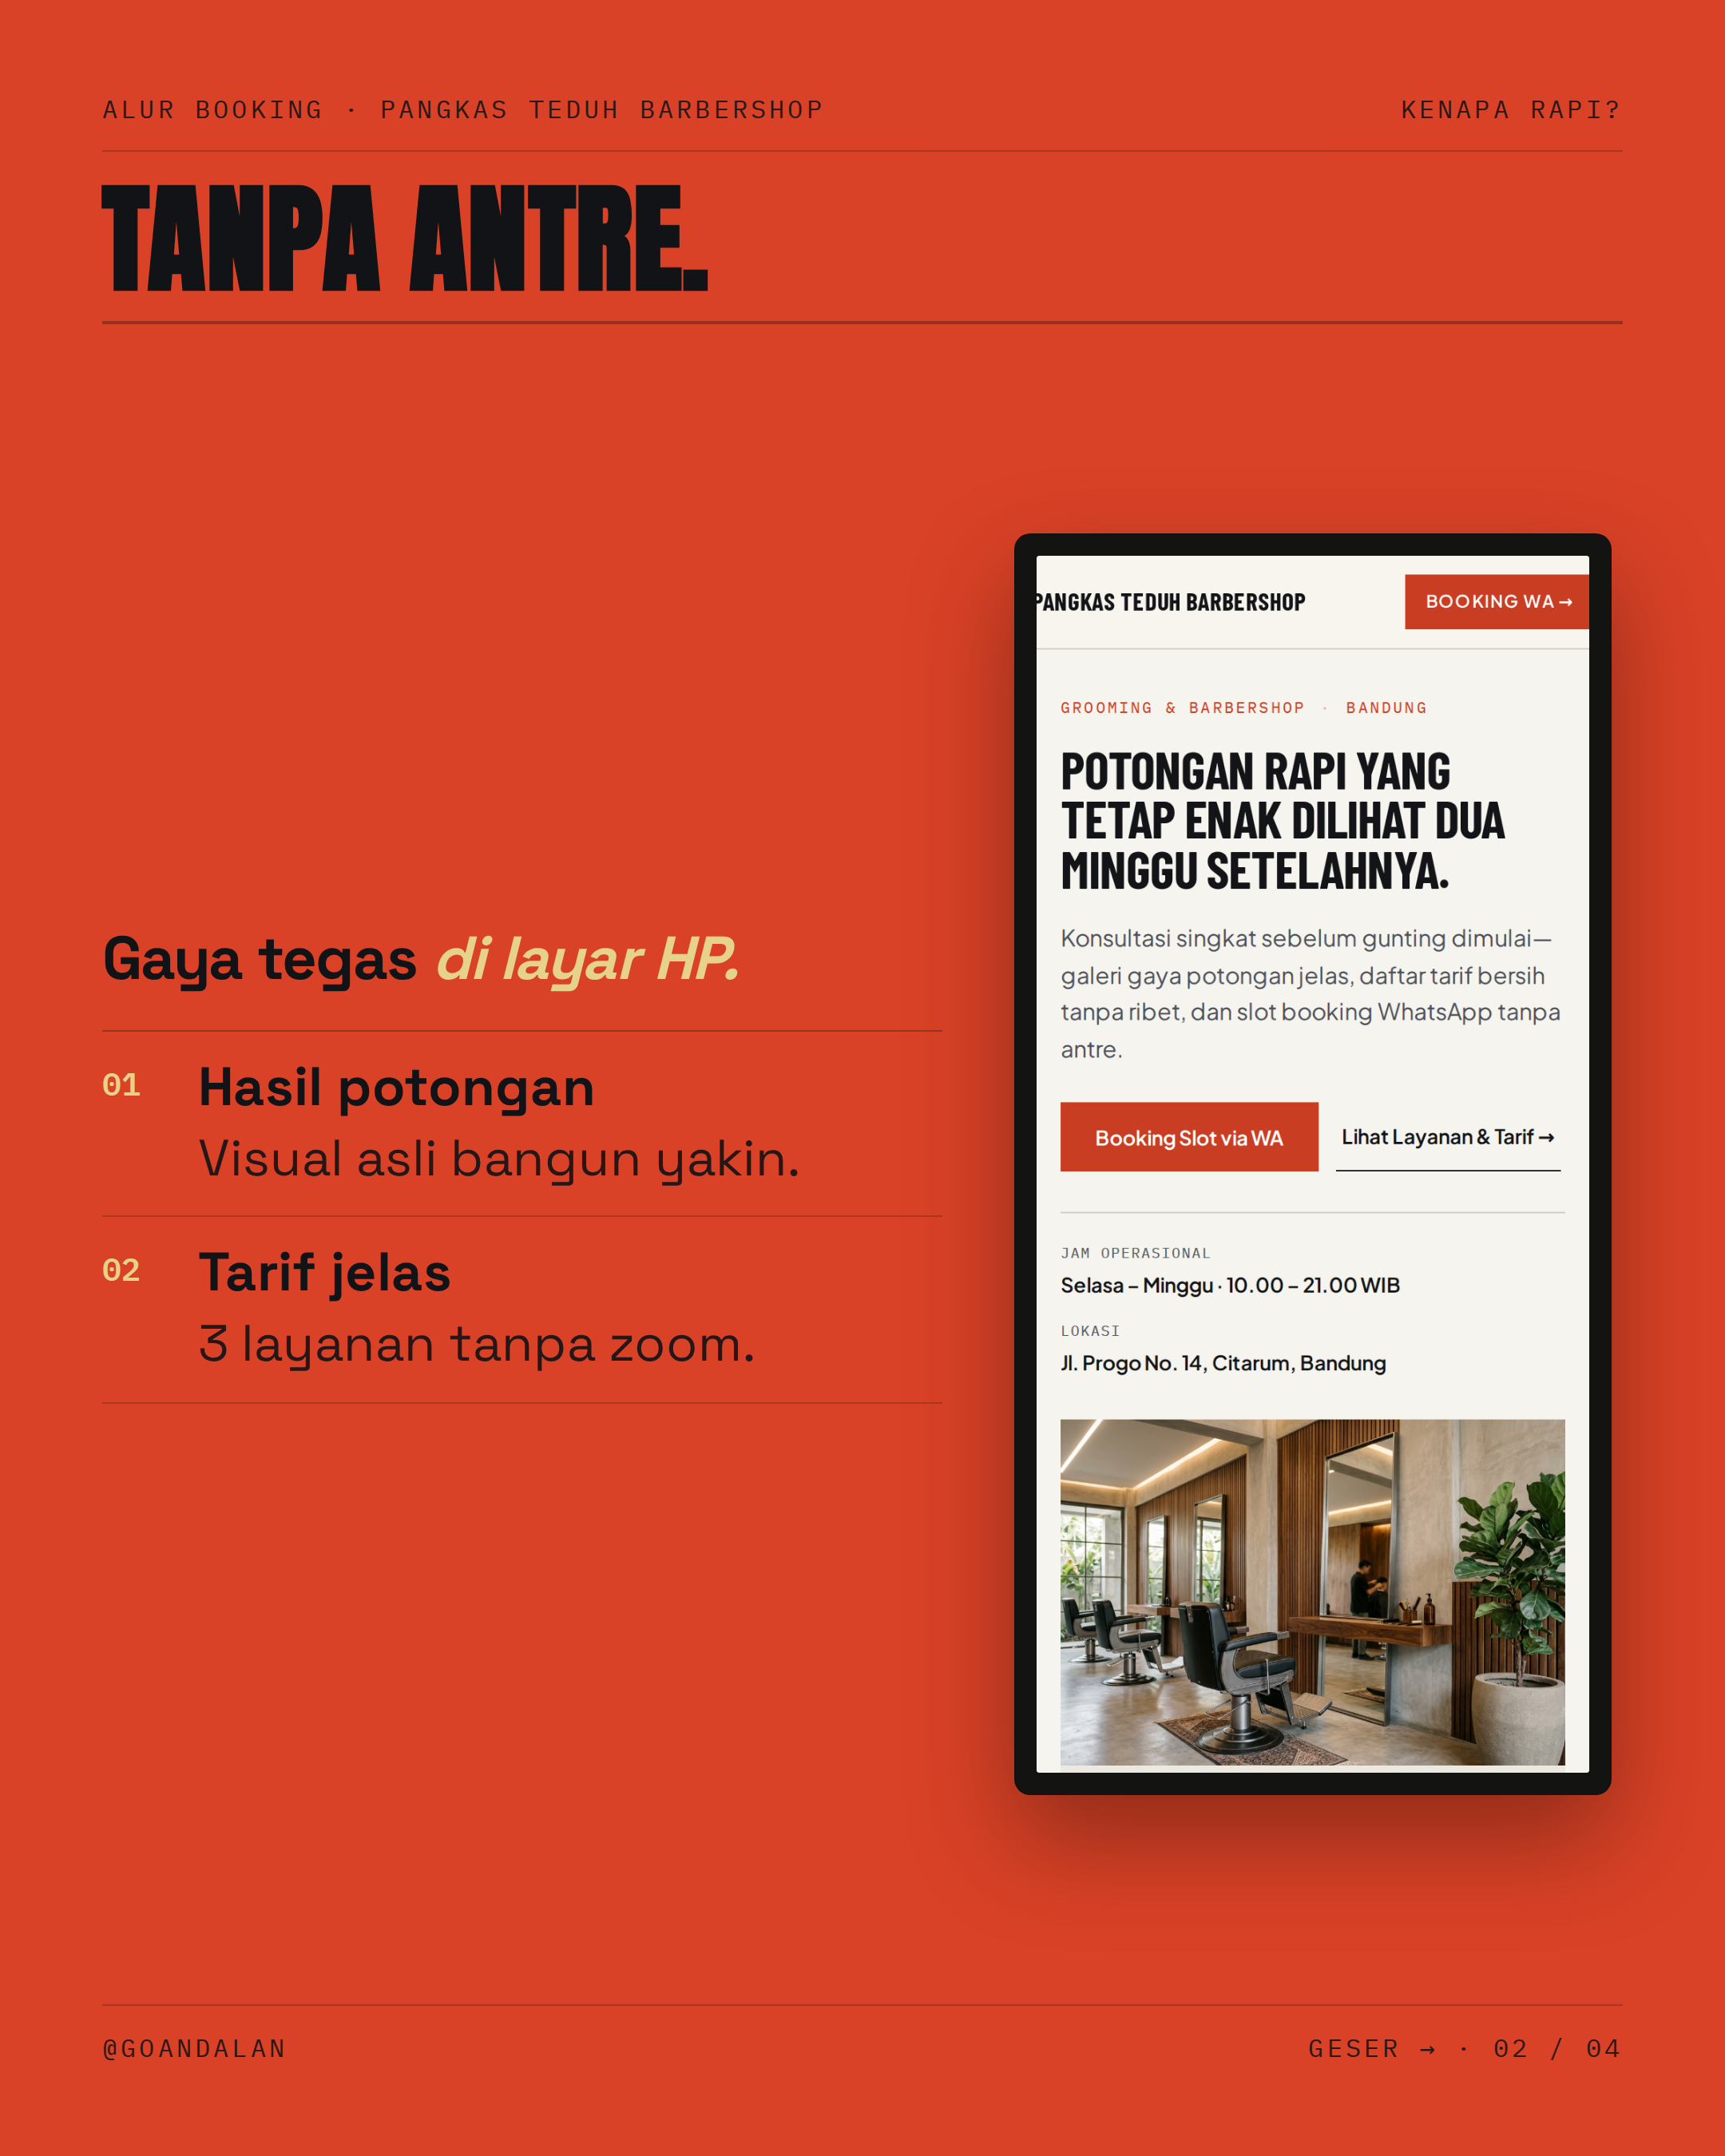 ALUR BOOKING · PANGKAS TEDUH BARBERSHOP
KENAPA RAPI?
TANPA ANTRE.
Gaya tegas di layar HP.
01
Hasil potongan
Visual asli bangun yakin.
02
Tarif jelas
3 layanan tanpa zoom.
PANGKAS TEDUH BARBERSHOP
BOOKING WA →
GROOMING & BARBERSHOP · BANDUNG
POTONGAN RAPI YANG
TETAP ENAK DILIHAT DUA
MINGGU SETELAHNYA.
Konsultasi singkat sebelum gunting dimulai—
galeri gaya potongan jelas, daftar tarif bersih
tanpa ribet, dan slot booking WhatsApp tanpa
antre.
Booking Slot via WA
Lihat Layanan & Tarif →
JAM OPERASIONAL
Selasa – Minggu · 10.00 – 21.00 WIB
LOKASI
Jl. Progo No. 14, Citarum, Bandung
@GOANDALAN
GESER → · 02 / 04